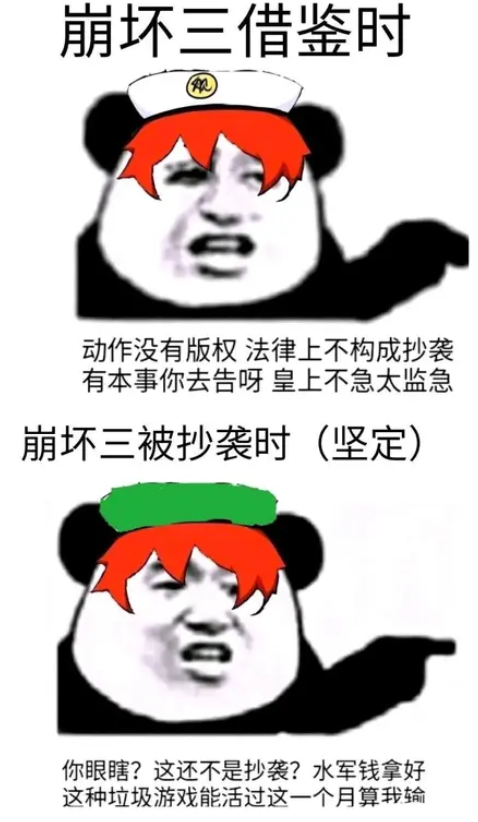 崩坏三借鉴时
动作没有版权 法律上不构成抄袭
有本事你去告呀 皇上不急太监急
崩坏三被抄袭时（坚定）
你眼瞎？这还不是抄袭？水军钱拿好
这种垃圾游戏能活过这一个月算我输